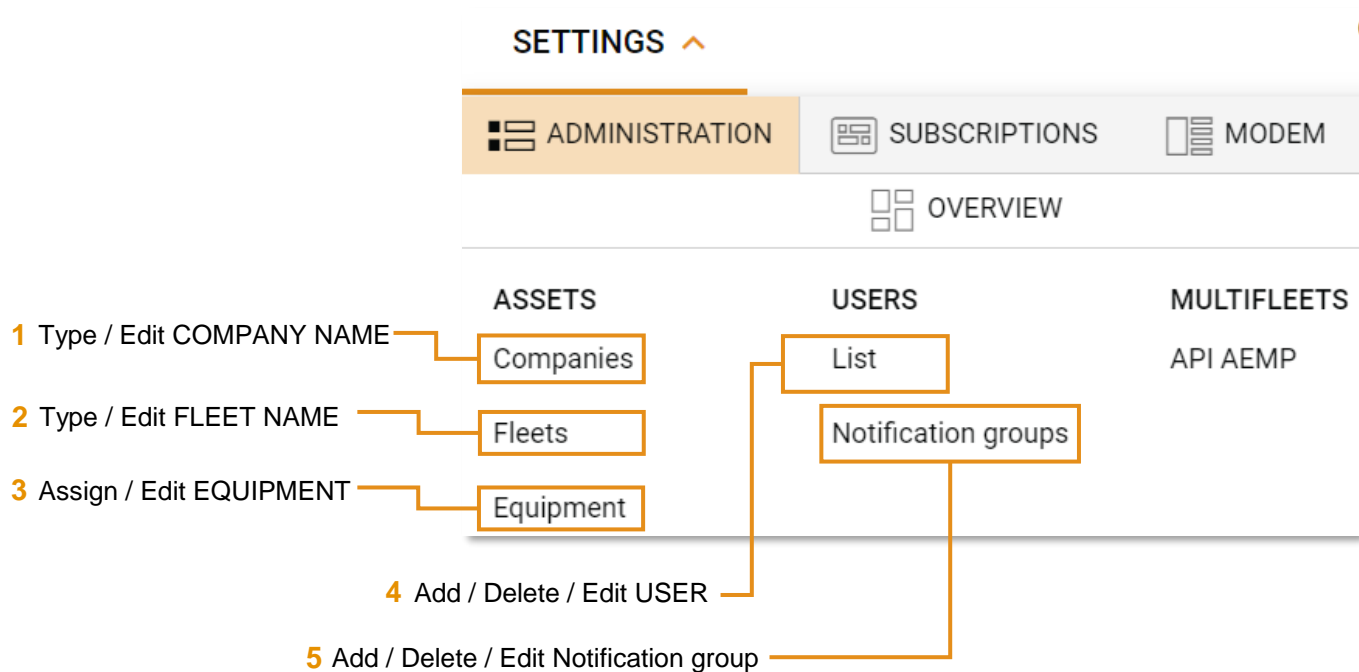 SETTINGS
ADMINISTRATION SUBSCRIPTIONS MODEM
OVERVIEW
ASSETS USERS MULTIFLEETS
1 Type / Edit COMPANY NAME
Companies List API AEMP
2 Type / Edit FLEET NAME
Fleets Notification groups
3 Assign / Edit EQUIPMENT
Equipment
4 Add / Delete / Edit USER
5 Add / Delete / Edit Notification group